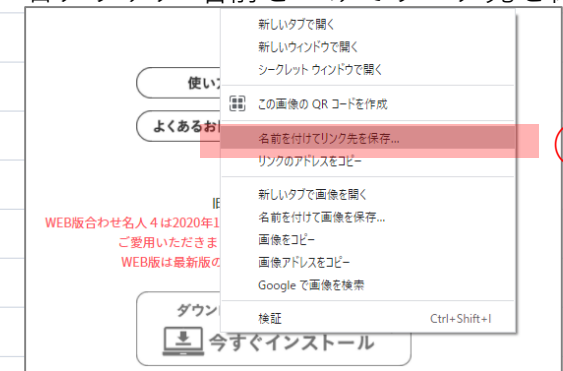 新しいタブで開く
新しいウィンドウで開く
シークレット ウィンドウで開く
使い
この画像の QR コードを作成
よくあるお
名前を付けてリンク先を保存...
リンクのアドレスをコピー
新しいタブで画像を開く
名前を付けて画像を保存...
WEB版合わせ名人４は2020年1
画像をコピー
ご愛用いただきま
画像アドレスをコピー
WEB版は最新版の
Google で画像を検索
ダウン
検証 Ctrl+Shift+I
今すぐインストール